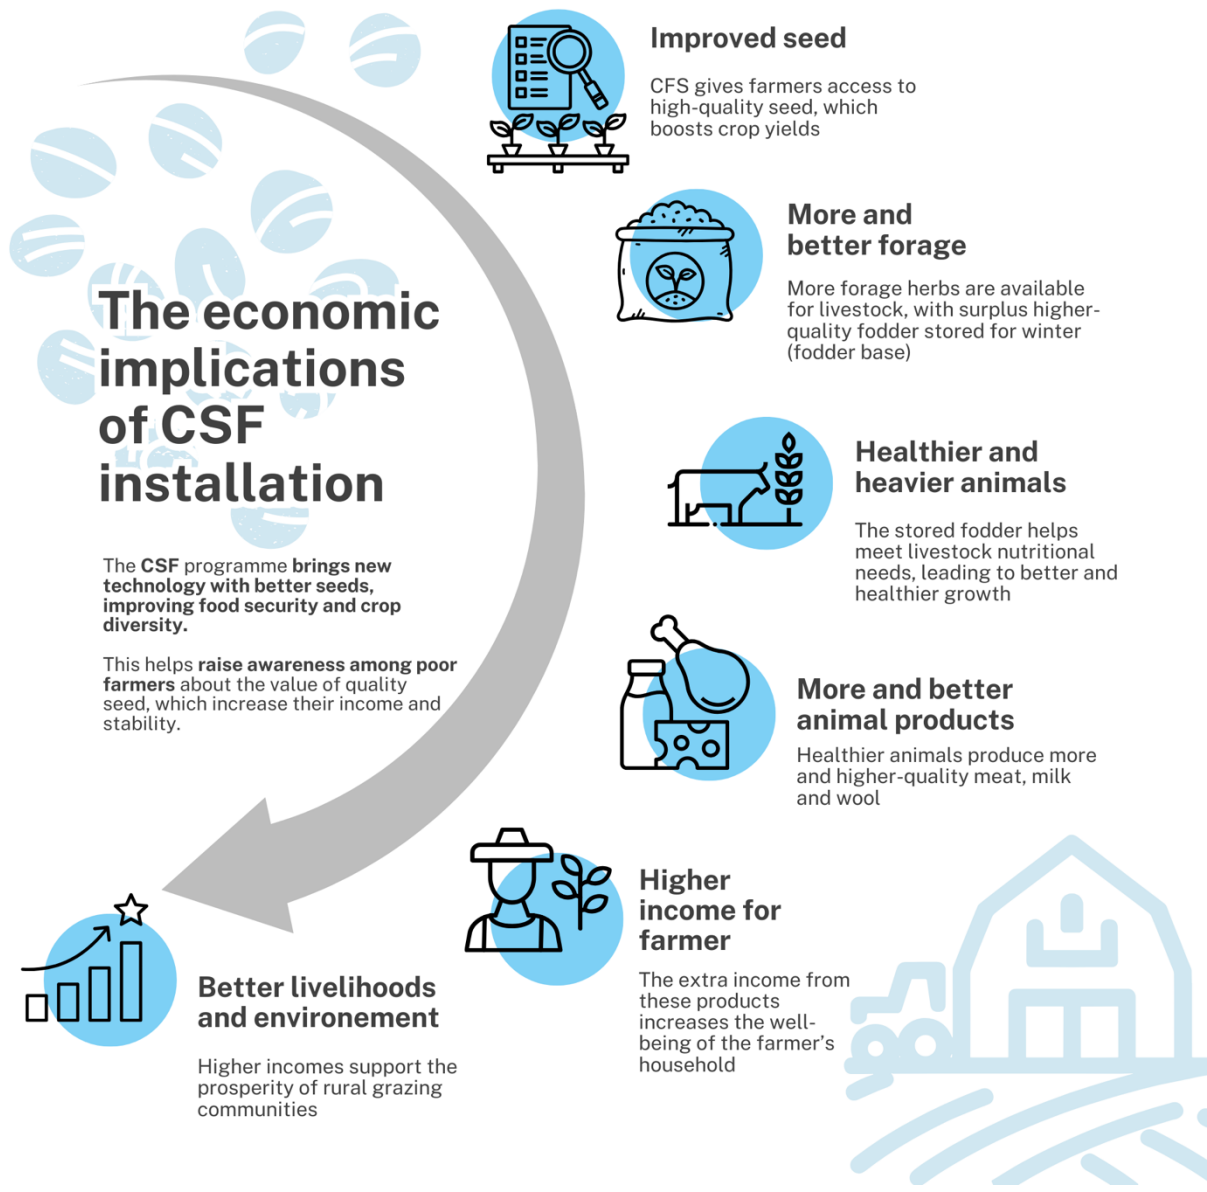 The economic
implications
of CSF
installation
The CSF programme brings new
technology with better seeds,
improving food security and crop
diversity.
This helps raise awareness among poor
farmers about the value of quality
seed, which increase their income and
stability.
Improved seed
CFS gives farmers access to
high-quality seed, which
boosts crop yields
More and
better forage
More forage herbs are available
for livestock, with surplus higher-
quality fodder stored for winter
(fodder base)
Healthier and
heavier animals
The stored fodder helps
meet livestock nutritional
needs, leading to better and
healthier growth
More and better
animal products
Healthier animals produce more
and higher-quality meat, milk
and wool
Higher
income for
farmer
The extra income from
these products
increases the well-
being of the farmer's
household
Better livelihoods
and environement
Higher incomes support the
prosperity of rural grazing
communities